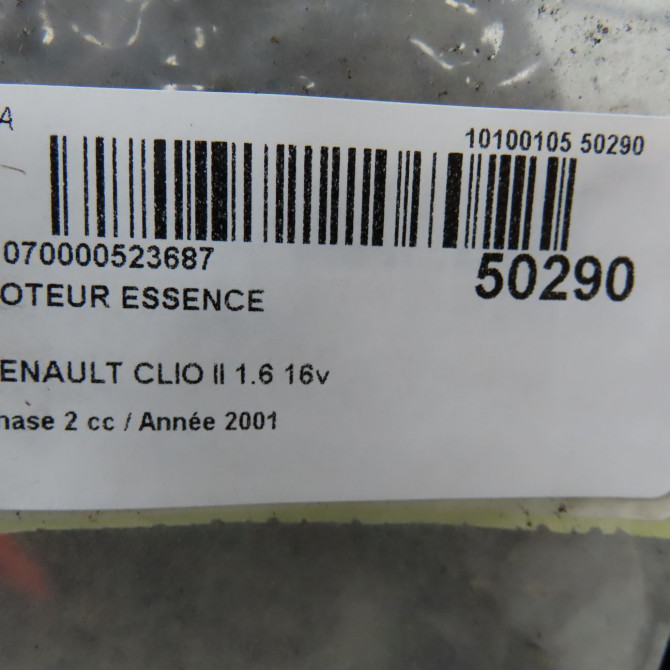 A
10100105 50290
070000523687
50290
OTEUR ESSENCE
ENAULT CLIO II 1.6 16v
hase 2 cc / Année 2001